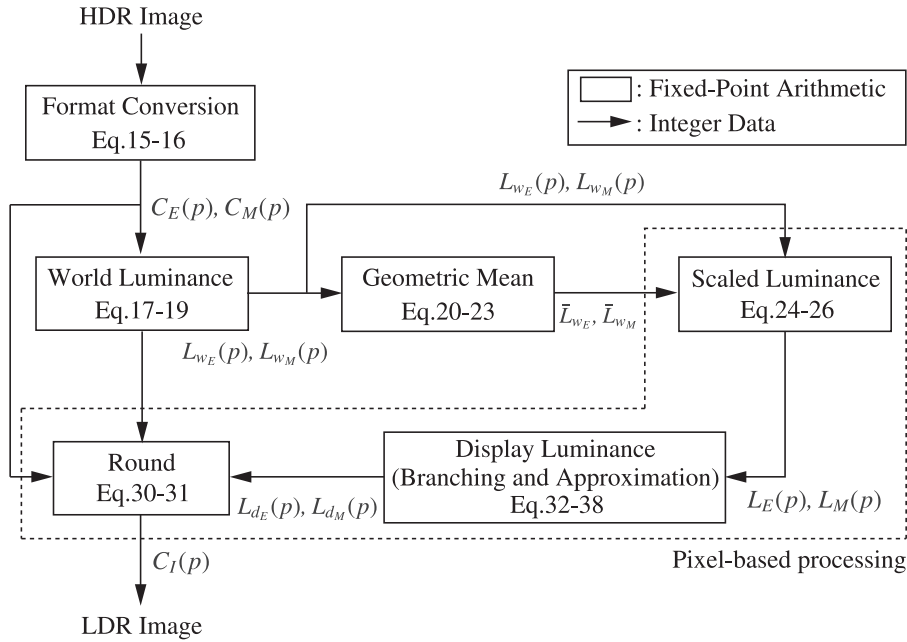 HDR Image
Format Conversion
Eq.15-16
: Fixed-Point Arithmetic
: Integer Data
C_E(p), C_M(p)
L_{w_E}(p), L_{w_M}(p)
World Luminance
Eq.17-19
Geometric Mean
Eq.20-23
Scaled Luminance
Eq.24-26
L̄_{w_E}, L̄_{w_M}
L_{w_E}(p), L_{w_M}(p)
Round
Eq.30-31
Display Luminance
(Branching and Approximation)
Eq.32-38
L_{d_E}(p), L_{d_M}(p)
L_E(p), L_M(p)
C_I(p)
Pixel-based processing
LDR Image